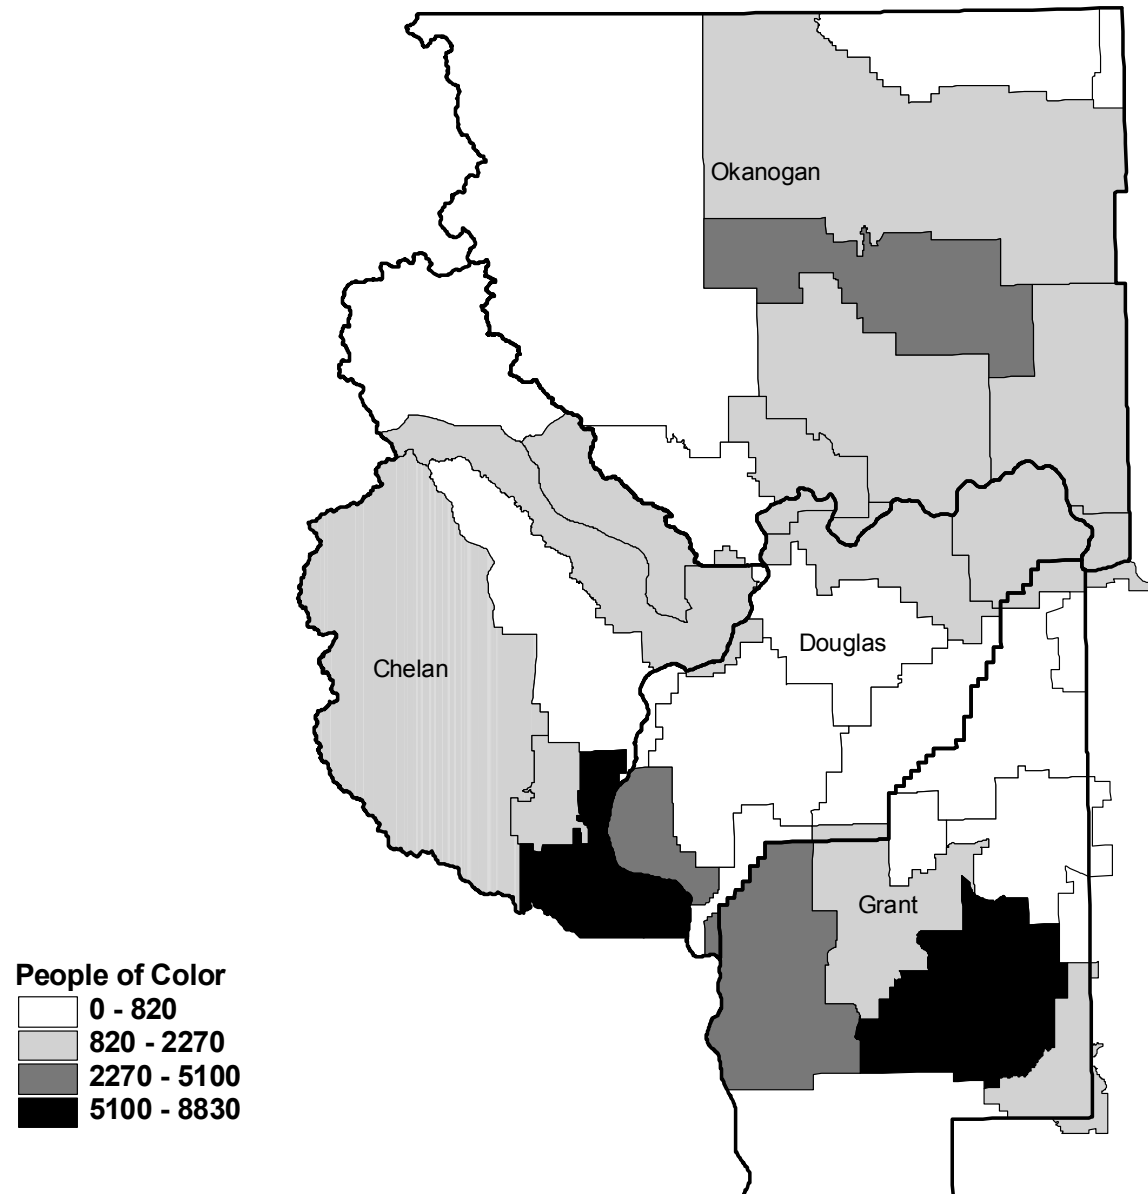 Okanogan
Douglas
Chelan
Grant
People of Color
0 - 820
820 - 2270
2270 - 5100
5100 - 8830